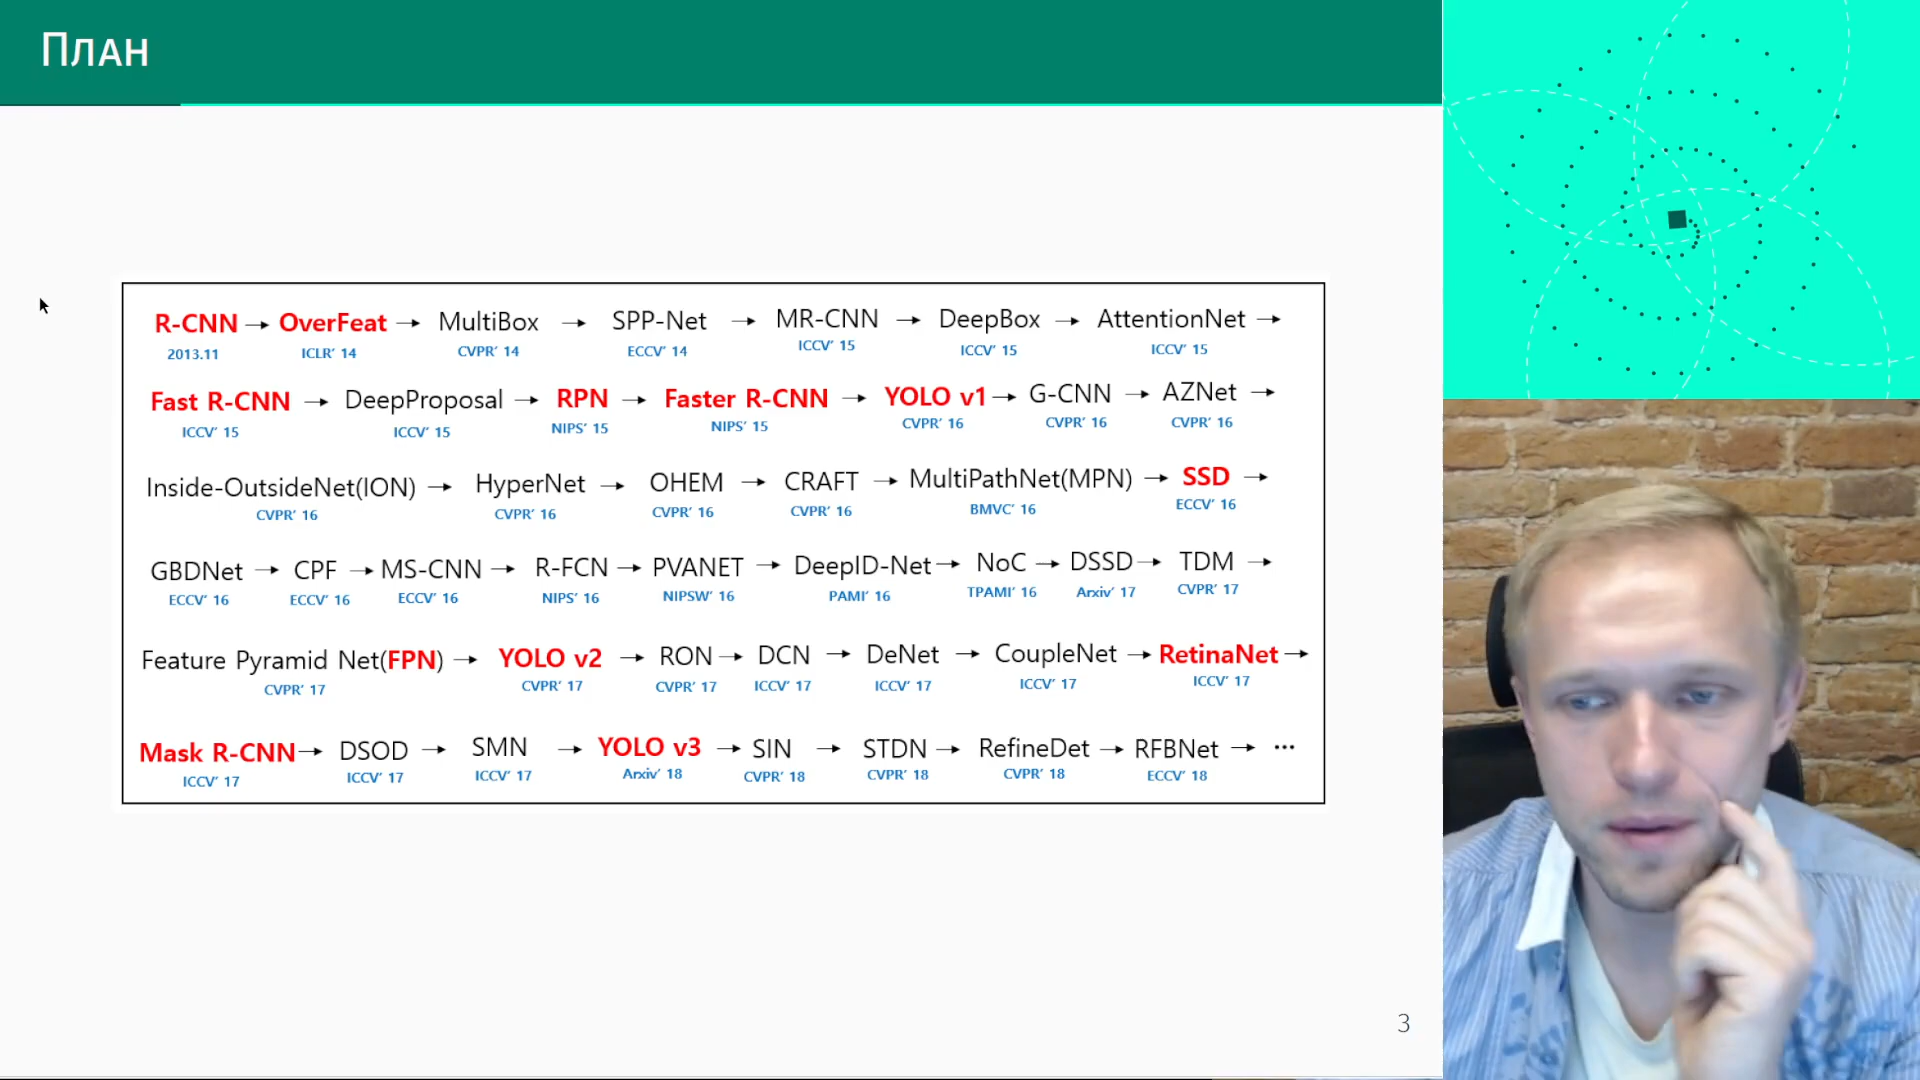 План
R-CNN → OverFeat → MultiBox → SPP-Net → MR-CNN → DeepBox → AttentionNet →
2013.11 ICLR' 14 CVPR' 14 ECCV' 14 ICCV' 15 ICCV' 15 ICCV' 15
Fast R-CNN → DeepProposal → RPN → Faster R-CNN → YOLO v1 → G-CNN → AZNet →
ICCV' 15 ICCV' 15 NIPS' 15 NIPS' 15 CVPR' 16 CVPR' 16 CVPR' 16
Inside-OutsideNet(ION) → HyperNet → OHEM → CRAFT → MultiPathNet(MPN) → SSD →
CVPR' 16 CVPR' 16 CVPR' 16 CVPR' 16 BMVC' 16 ECCV' 16
GBDNet → CPF → MS-CNN → R-FCN → PVANET → DeepID-Net → NoC → DSSD → TDM →
ECCV' 16 ECCV' 16 ECCV' 16 NIPS' 16 NIPSW' 16 PAMI' 16 TPAMI' 16 Arxiv' 17 CVPR' 17
Feature Pyramid Net(FPN) → YOLO v2 → RON → DCN → DeNet → CoupleNet → RetinaNet →
CVPR' 17 CVPR' 17 CVPR' 17 ICCV' 17 ICCV' 17 ICCV' 17 ICCV' 17
Mask R-CNN → DSOD → SMN → YOLO v3 → SIN → STDN → RefineDet → RFBNet → ⋯
ICCV' 17 ICCV' 17 ICCV' 17 Arxiv' 18 CVPR' 18 CVPR' 18 CVPR' 18 ECCV' 18
3